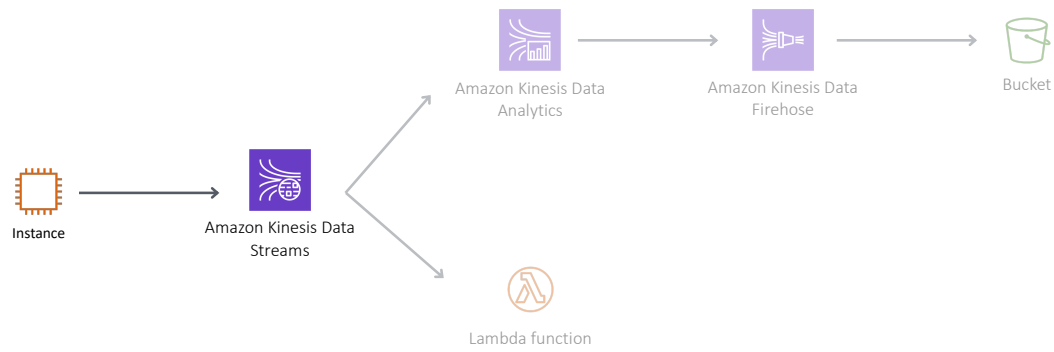 Amazon Kinesis Data
Analytics
Amazon Kinesis Data
Firehose
Bucket
Instance
Amazon Kinesis Data
Streams
Lambda function